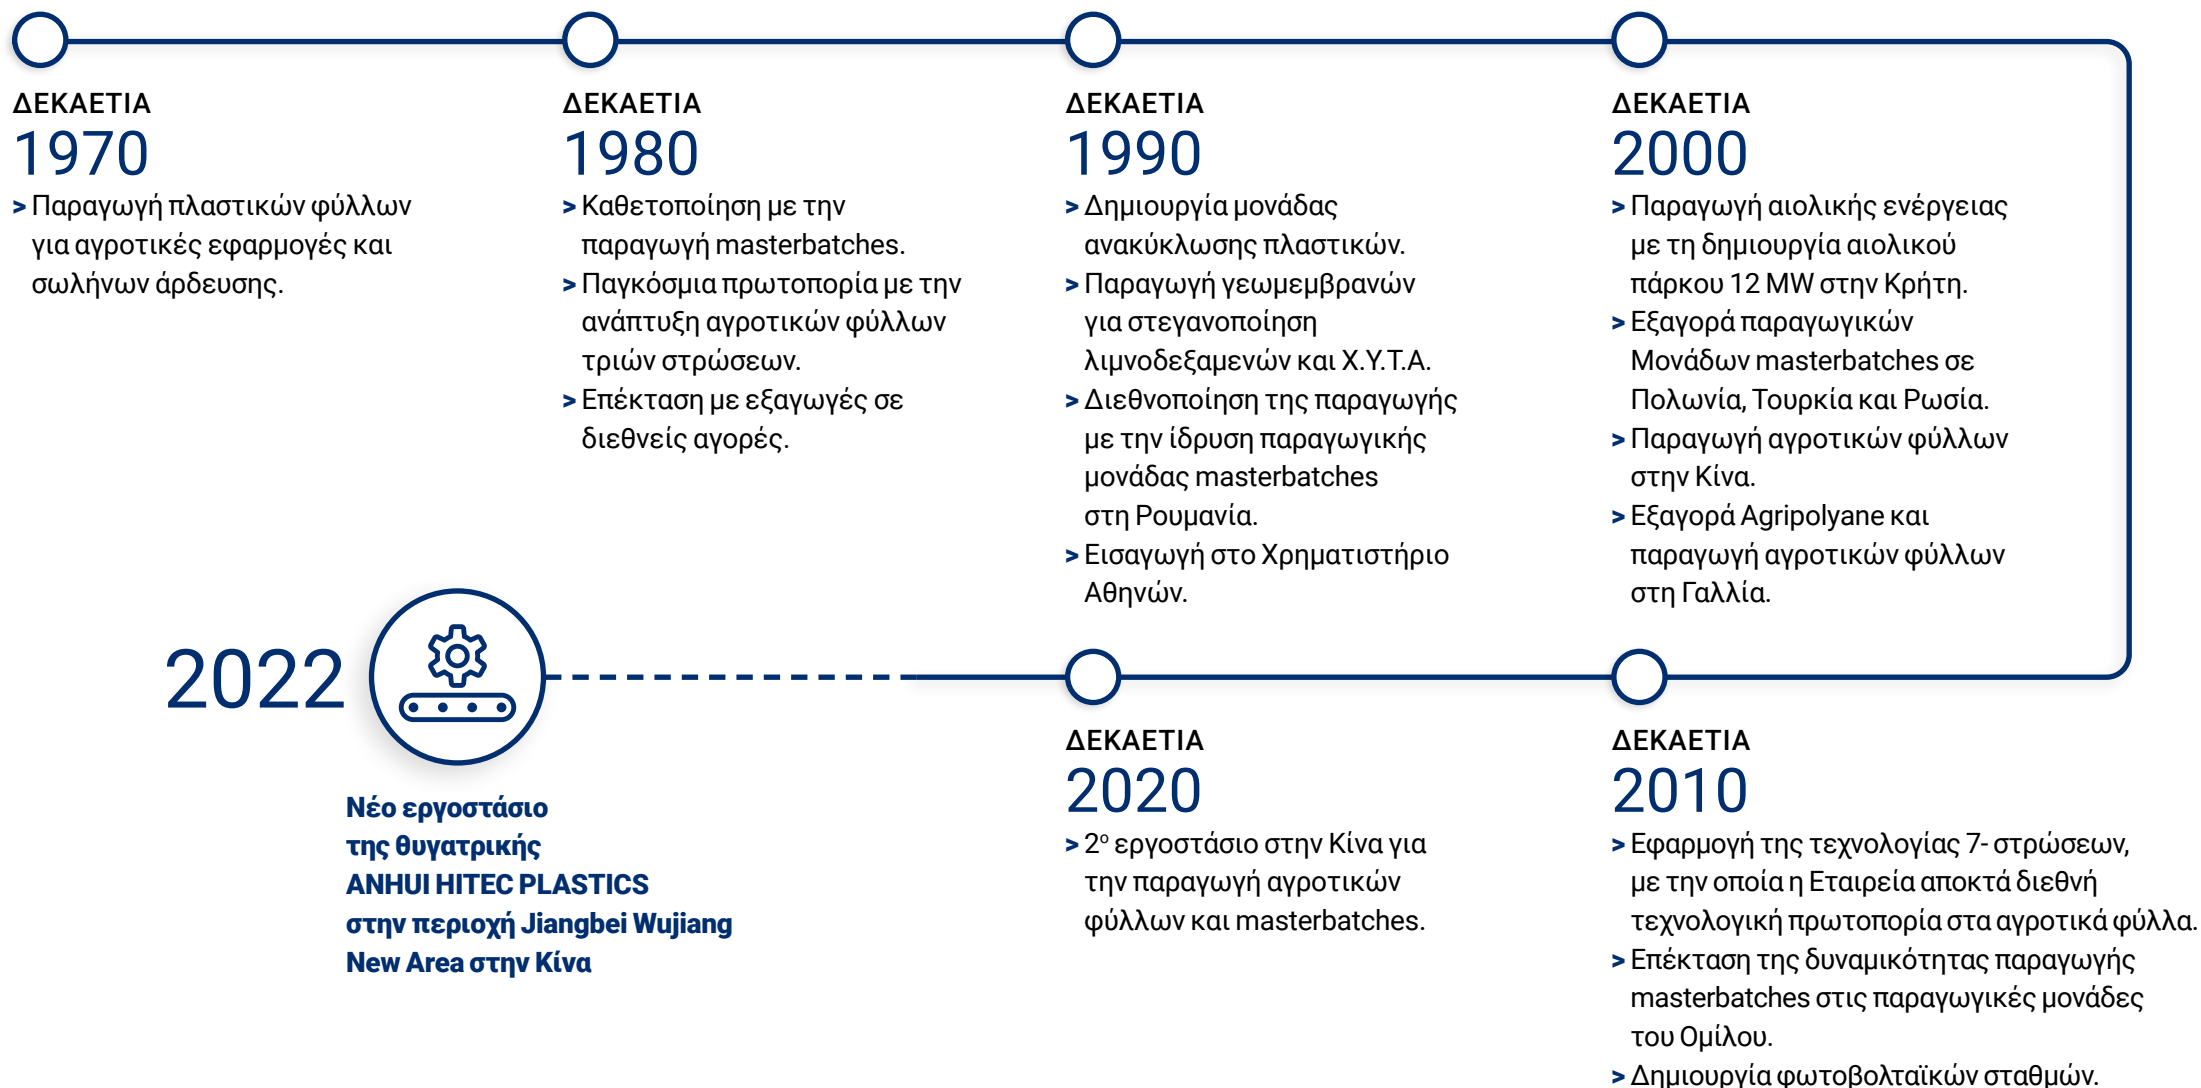 ΔΕΚΑΕΤΙΑ
1970
> Παραγωγή πλαστικών φύλλων
για αγροτικές εφαρμογές και
σωλήνων άρδευσης.
ΔΕΚΑΕΤΙΑ
1980
> Καθετοποίηση με την
παραγωγή masterbatches.
> Παγκόσμια πρωτοπορία με την
ανάπτυξη αγροτικών φύλλων
τριών στρώσεων.
> Επέκταση με εξαγωγές σε
διεθνείς αγορές.
ΔΕΚΑΕΤΙΑ
1990
> Δημιουργία μονάδας
ανακύκλωσης πλαστικών.
> Παραγωγή γεωμεμβρανών
για στεγανοποίηση
λιμνοδεξαμενών και Χ.Υ.Τ.Α.
> Διεθνοποίηση της παραγωγής
με την ίδρυση παραγωγικής
μονάδας masterbatches
στη Ρουμανία.
> Εισαγωγή στο Χρηματιστήριο
Αθηνών.
ΔΕΚΑΕΤΙΑ
2000
> Παραγωγή αιολικής ενέργειας
με τη δημιουργία αιολικού
πάρκου 12 MW στην Κρήτη.
> Εξαγορά παραγωγικών
Μονάδων masterbatches σε
Πολωνία, Τουρκία και Ρωσία.
> Παραγωγή αγροτικών φύλλων
στην Κίνα.
> Εξαγορά Agripolyane και
παραγωγή αγροτικών φύλλων
στη Γαλλία.
ΔΕΚΑΕΤΙΑ
2010
> Εφαρμογή της τεχνολογίας 7- στρώσεων,
με την οποία η Εταιρεία αποκτά διεθνή
τεχνολογική πρωτοπορία στα αγροτικά φύλλα.
> Επέκταση της δυναμικότητας παραγωγής
masterbatches στις παραγωγικές μονάδες
του Ομίλου.
> Δημιουργία φωτοβολταϊκών σταθμών.
ΔΕΚΑΕΤΙΑ
2020
> 2ο εργοστάσιο στην Κίνα για
την παραγωγή αγροτικών
φύλλων και masterbatches.
2022
Νέο εργοστάσιο
της θυγατρικής
ANHUI HITEC PLASTICS
στην περιοχή Jiangbei Wujiang
New Area στην Κίνα